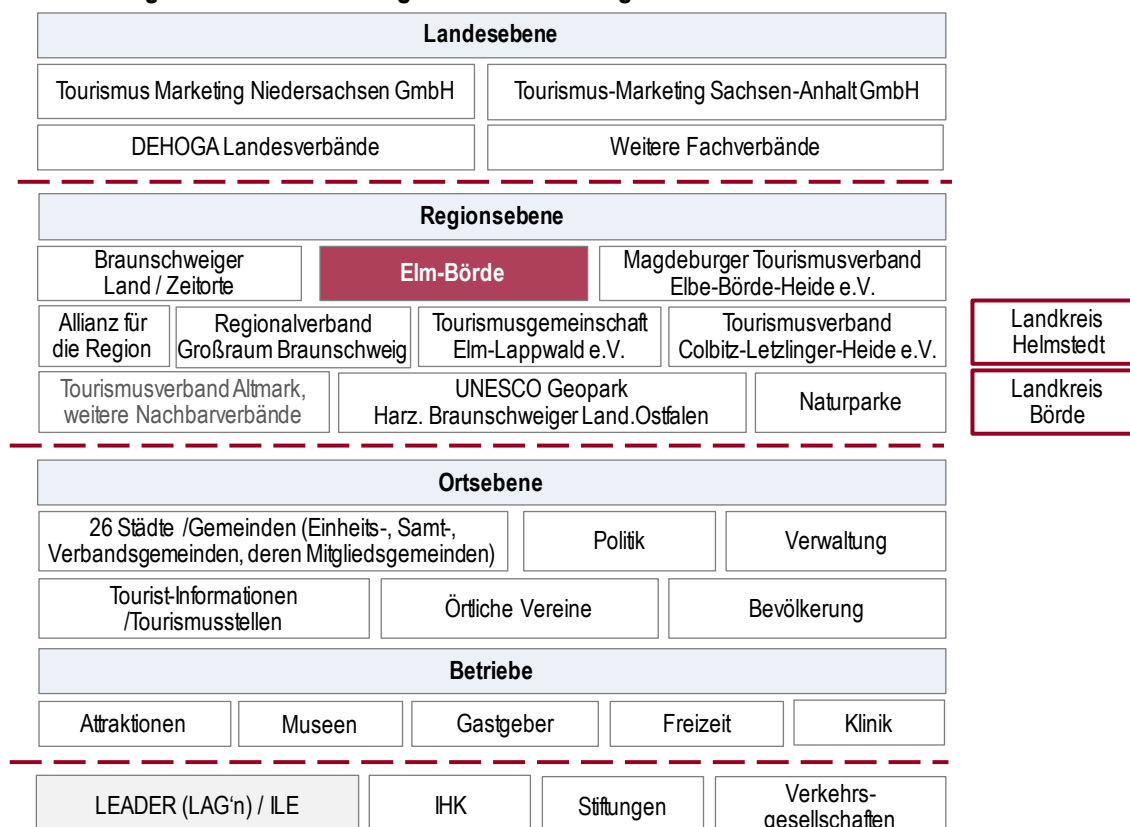 Landesebene
Tourismus Marketing Niedersachsen GmbH
Tourismus-Marketing Sachsen-Anhalt GmbH
DEHOGA Landesverbände
Weitere Fachverbände
Regionsebene
Braunschweiger
Land / Zeitorte
Elm-Börde
Magdeburger Tourismusverband
Elbe-Börde-Heide e.V.
Allianz für
die Region
Regionalverband
Großraum Braunschweig
Tourismusgemeinschaft
Elm-Lappwald e.V.
Tourismusverband
Colbitz-Letzlinger-Heide e.V.
Landkreis
Helmstedt
Tourismusverband Altmark,
weitere Nachbarverbände
UNESCO Geopark
Harz. Braunschweiger Land.Ostfalen
Naturparke
Landkreis
Börde
Ortsebene
26 Städte /Gemeinden (Einheits-, Samt-,
Verbandsgemeinden, deren Mitgliedsgemeinden)
Politik
Verwaltung
Tourist-Informationen
/Tourismusstellen
Örtliche Vereine
Bevölkerung
Betriebe
Attraktionen
Museen
Gastgeber
Freizeit
Klinik
LEADER (LAG‘n) / ILE
IHK
Stiftungen
Verkehrs-
gesellschaften